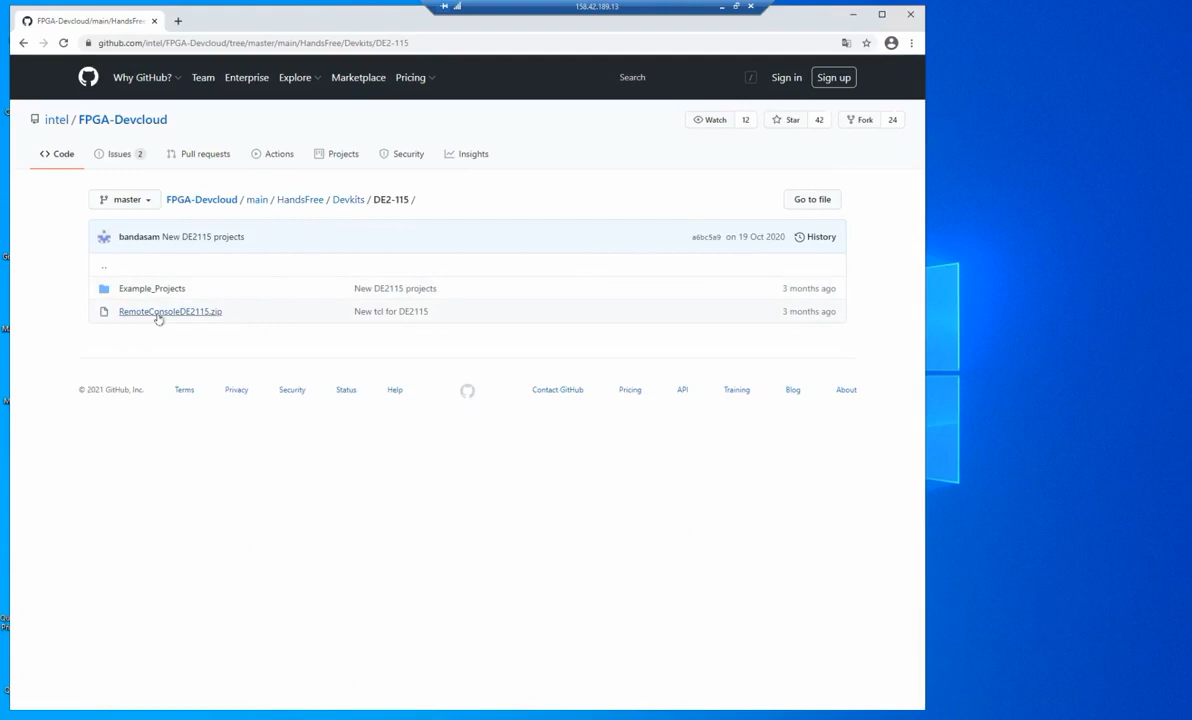 158.42.189.13
FPGA-Devcloud/main/HandsFree
github.com/intel/FPGA-Devcloud/tree/master/main/HandsFree/Devkits/DE2-115
Why GitHub? Team Enterprise Explore Marketplace Pricing Search / Sign in Sign up
intel / FPGA-Devcloud Watch 12 Star 42 Fork 24
<> Code Issues 2 Pull requests Actions Projects Security Insights
master FPGA-Devcloud / main / HandsFree / Devkits / DE2-115 / Go to file
bandasam New DE2115 projects a6bc5a9 on 19 Oct 2020 History
..
Example_Projects New DE2115 projects 3 months ago
RemoteConsoleDE2115.zip New tcl for DE2115 3 months ago
© 2021 GitHub, Inc. Terms Privacy Security Status Help Contact GitHub Pricing API Training Blog About